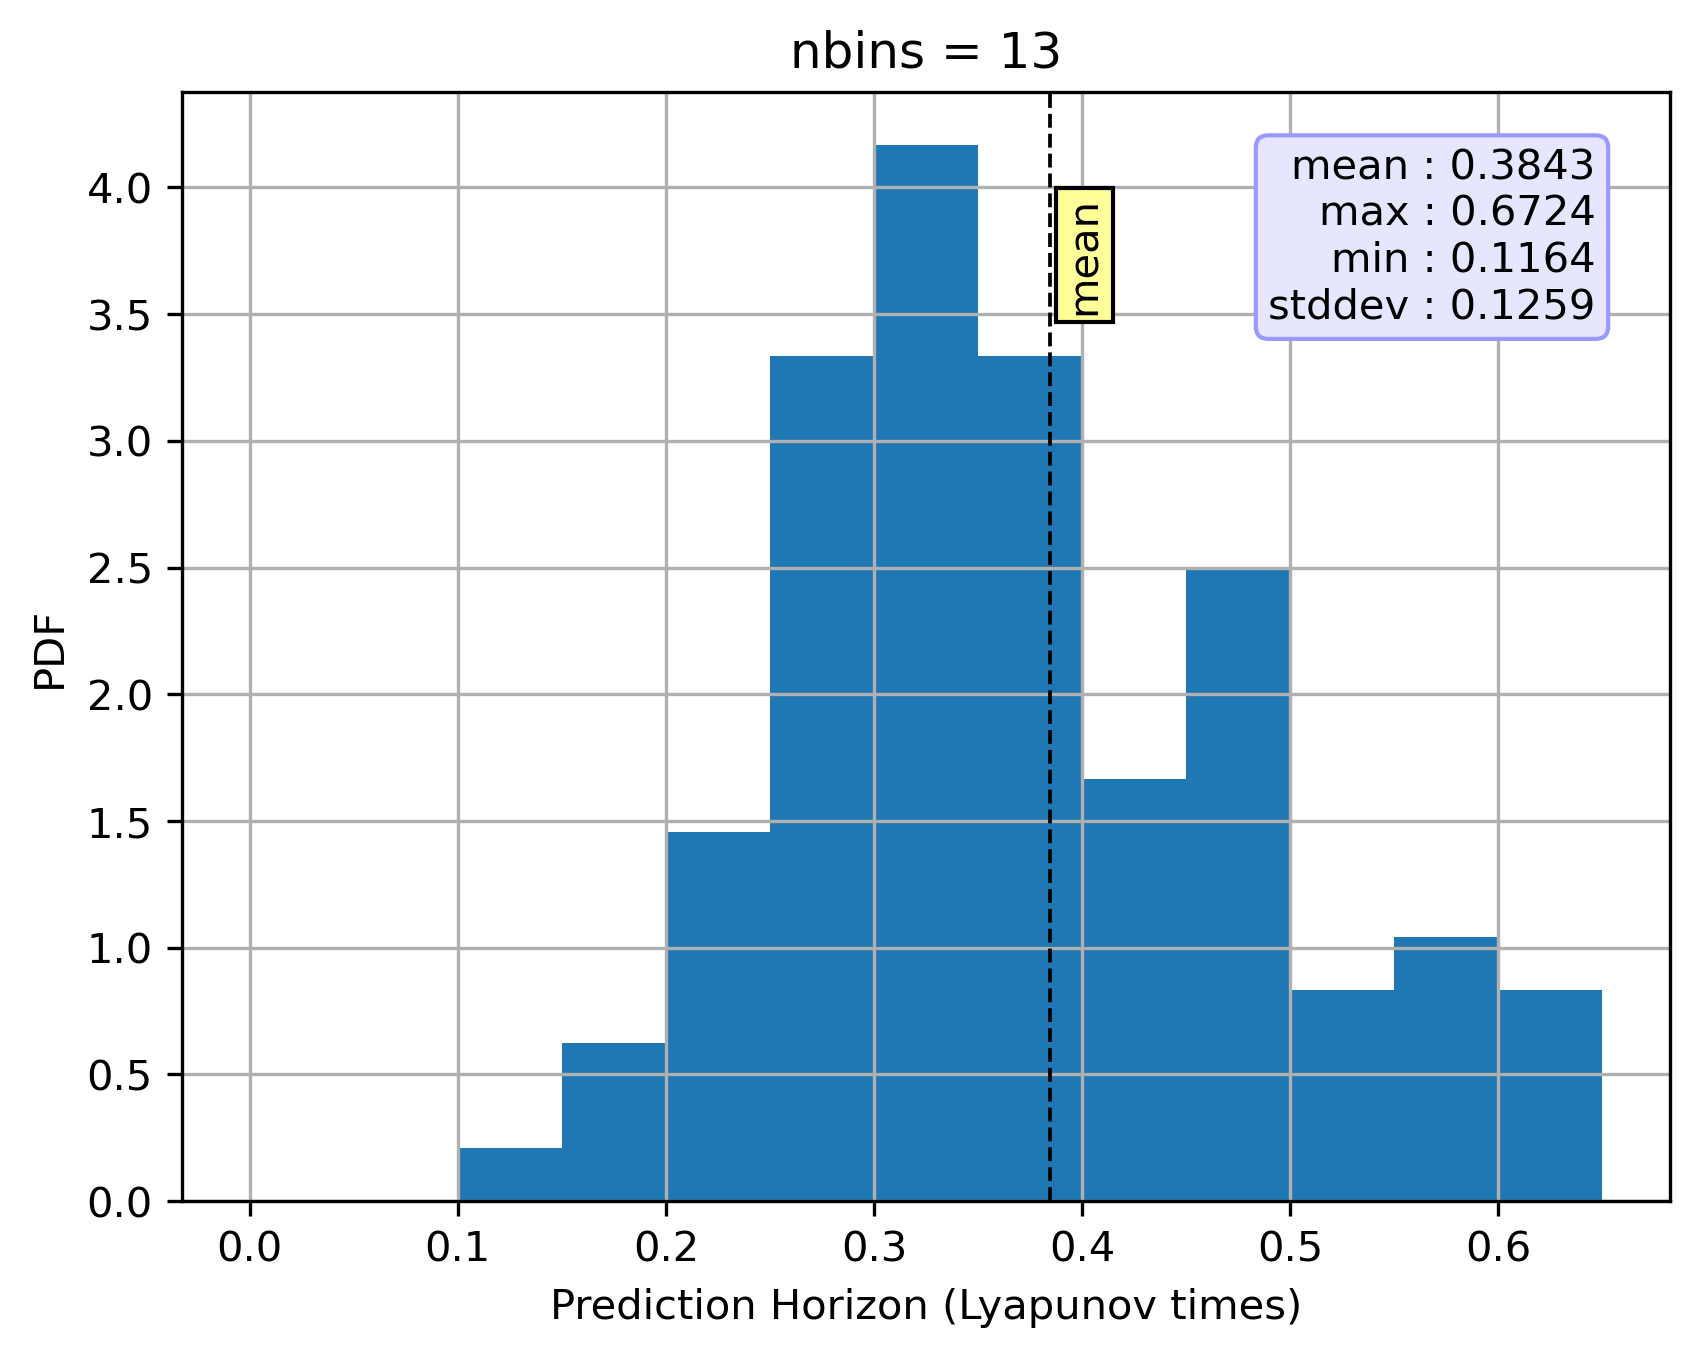 nbins = 13
mean : 0.3843
max : 0.6724
min : 0.1164
stddev : 0.1259
mean
PDF
4.0
3.5
3.0
2.5
2.0
1.5
1.0
0.5
0.0
0.0 0.1 0.2 0.3 0.4 0.5 0.6
Prediction Horizon (Lyapunov times)